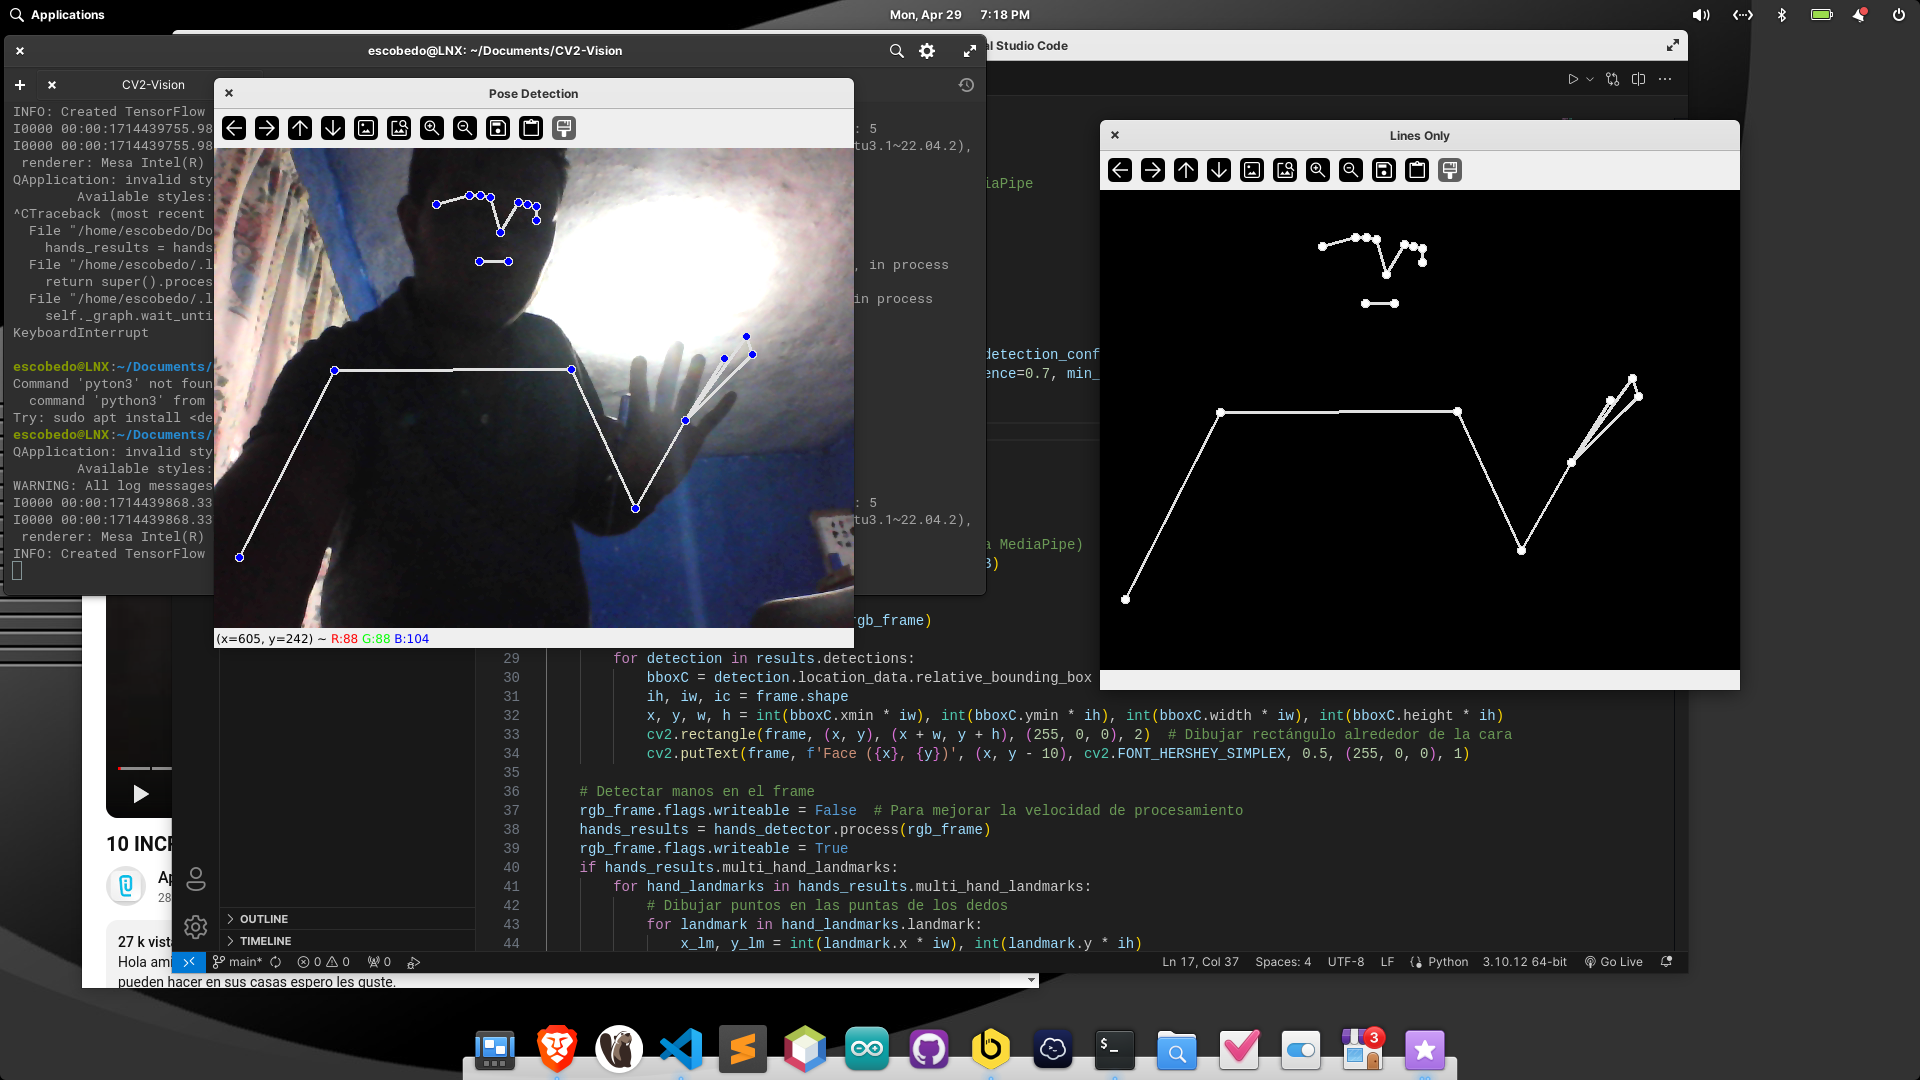 Applications
Mon, Apr 29 7:18 PM
escobedo@LNX: ~/Documents/CV2-Vision
al Studio Code
CV2-Vision
INFO: Created TensorFlow
I0000 00:00:1714439755.98
: 5
I0000 00:00:1714439755.98
tu3.1~22.04.2),
renderer: Mesa Intel(R)
QApplication: invalid sty
Available styles:
^CTraceback (most recent
File "/home/escobedo/Do
hands_results = hands
File "/home/escobedo/.l
, in process
return super().proces
File "/home/escobedo/.l
in process
self._graph.wait_unti
KeyboardInterrupt
escobedo@LNX:~/Documents/
Command 'pyton3' not foun
command 'python3' from
Try: sudo apt install <de
escobedo@LNX:~/Documents/
QApplication: invalid sty
Available styles:
WARNING: All log messages
I0000 00:00:1714439868.33
: 5
I0000 00:00:1714439868.33
tu3.1~22.04.2),
renderer: Mesa Intel(R)
INFO: Created TensorFlow
Pose Detection
(x=605, y=242) ~ R:88 G:88 B:104
Lines Only
iaPipe
detection_conf
ence=0.7, min_
a MediaPipe)
B)
rgb_frame)
29 for detection in results.detections:
30 bboxC = detection.location_data.relative_bounding_box
31 ih, iw, ic = frame.shape
32 x, y, w, h = int(bboxC.xmin * iw), int(bboxC.ymin * ih), int(bboxC.width * iw), int(bboxC.height * ih)
33 cv2.rectangle(frame, (x, y), (x + w, y + h), (255, 0, 0), 2)  # Dibujar rectángulo alrededor de la cara
34 cv2.putText(frame, f'Face ({x}, {y})', (x, y - 10), cv2.FONT_HERSHEY_SIMPLEX, 0.5, (255, 0, 0), 1)
35
36 # Detectar manos en el frame
37 rgb_frame.flags.writeable = False  # Para mejorar la velocidad de procesamiento
38 hands_results = hands_detector.process(rgb_frame)
39 rgb_frame.flags.writeable = True
40 if hands_results.multi_hand_landmarks:
41 for hand_landmarks in hands_results.multi_hand_landmarks:
42 # Dibujar puntos en las puntas de los dedos
43 for landmark in hand_landmarks.landmark:
44 x_lm, y_lm = int(landmark.x * iw), int(landmark.y * ih)
OUTLINE
TIMELINE
main* 0 0 0
Ln 17, Col 37 Spaces: 4 UTF-8 LF Python 3.10.12 64-bit Go Live
10 INCR
Ap
28
27 k vist
Hola ami
pueden hacer en sus casas espero les guste.
3